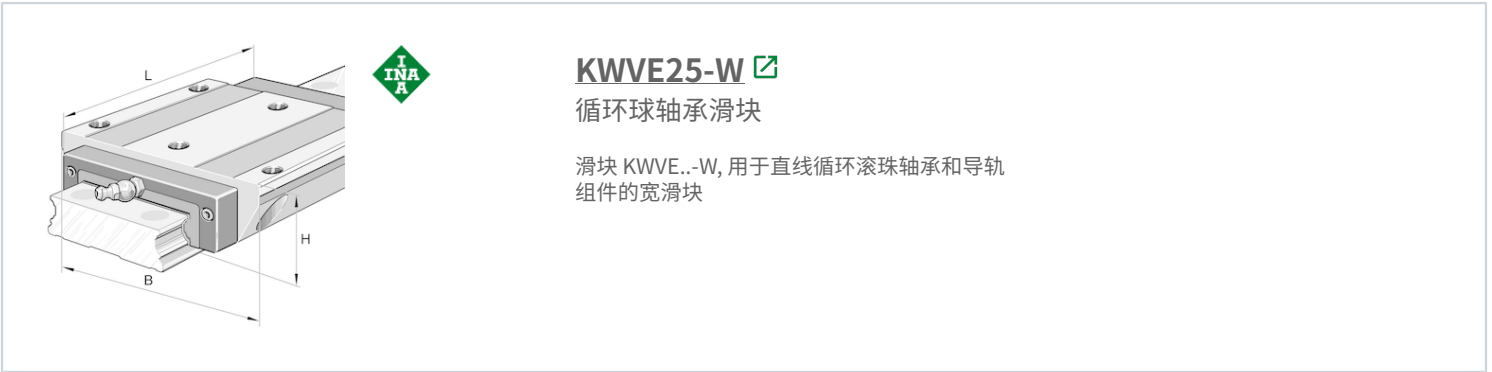 L
H
B
I
INA
A
KWVE25-W
循环球轴承滑块
滑块 KWVE..-W, 用于直线循环滚珠轴承和导轨
组件的宽滑块